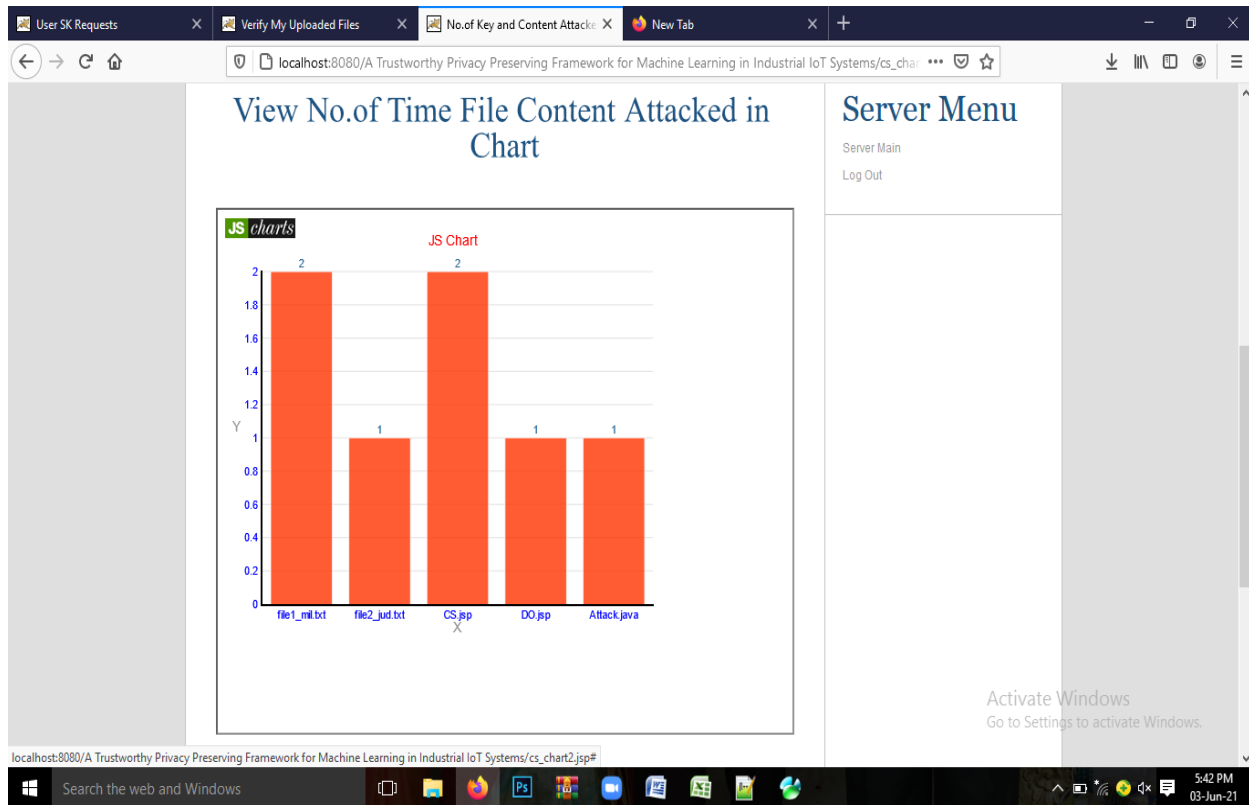 User SK Requests
Verify My Uploaded Files
No.of Key and Content Attacke
New Tab
localhost:8080/A Trustworthy Privacy Preserving Framework for Machine Learning in Industrial IoT Systems/cs_char
View No.of Time File Content Attacked in
Chart
Server Menu
Server Main
Log Out
JS charts
JS Chart
2 2
2
1.8
1.6
1.4
1.2
Y
1 1 1
1
0.8
0.6
0.4
0.2
0
file1_mil.txt file2_jud.txt CS.jsp DO.jsp Attack.java
X
Activate Windows
Go to Settings to activate Windows.
localhost:8080/A Trustworthy Privacy Preserving Framework for Machine Learning in Industrial IoT Systems/cs_chart2.jsp#
Search the web and Windows
Ps
5:42 PM
03-Jun-21